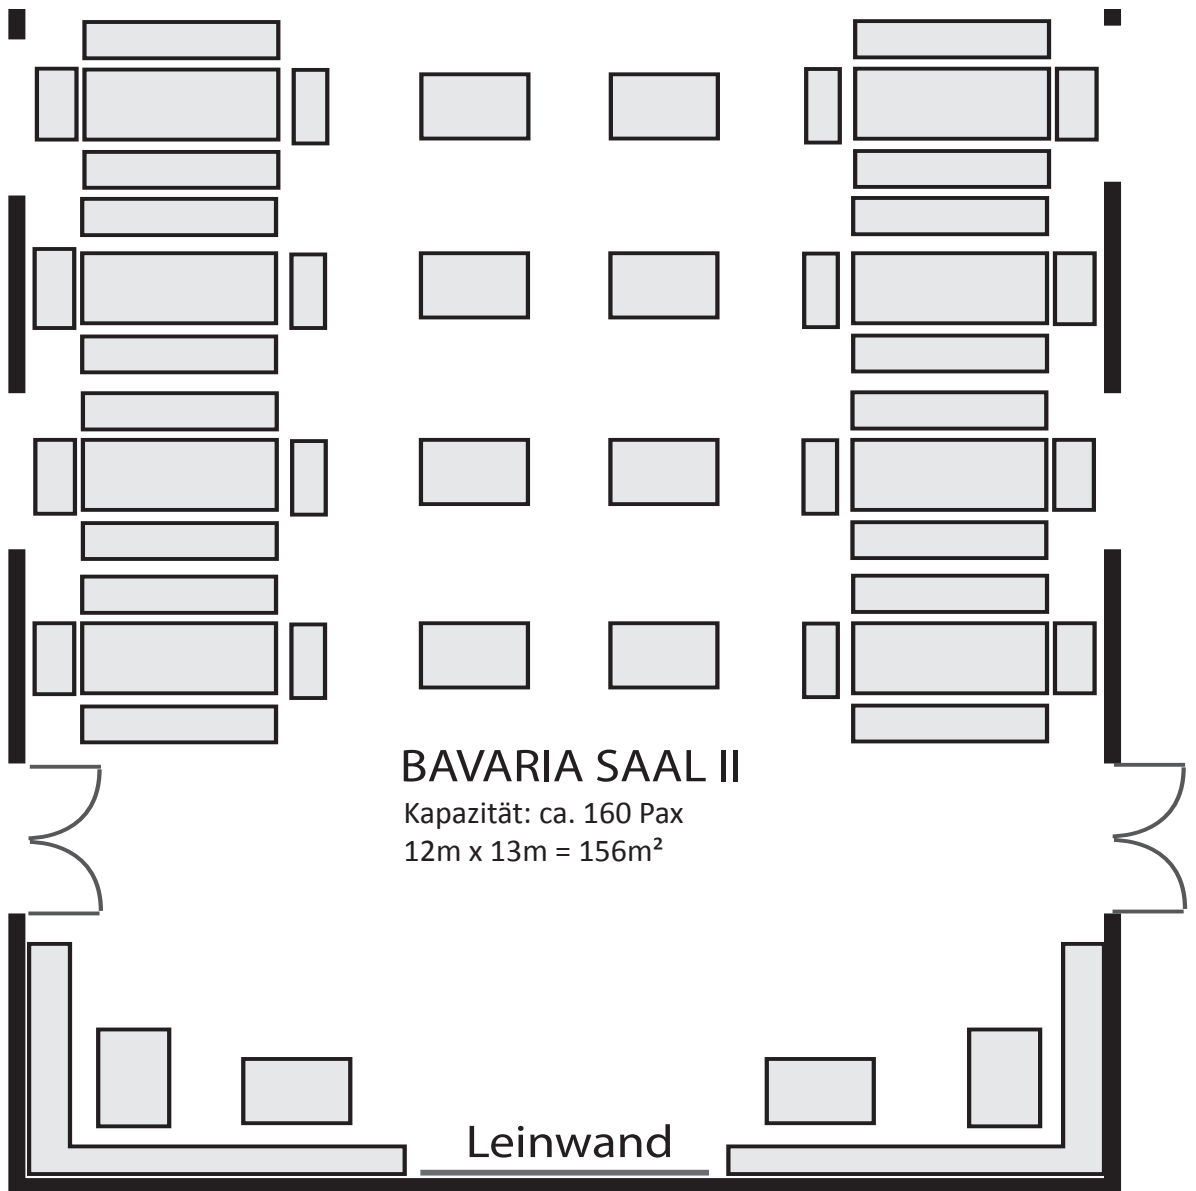 BAVARIA SAAL II
Kapazität: ca. 160 Pax
12m x 13m = 156m²
Leinwand